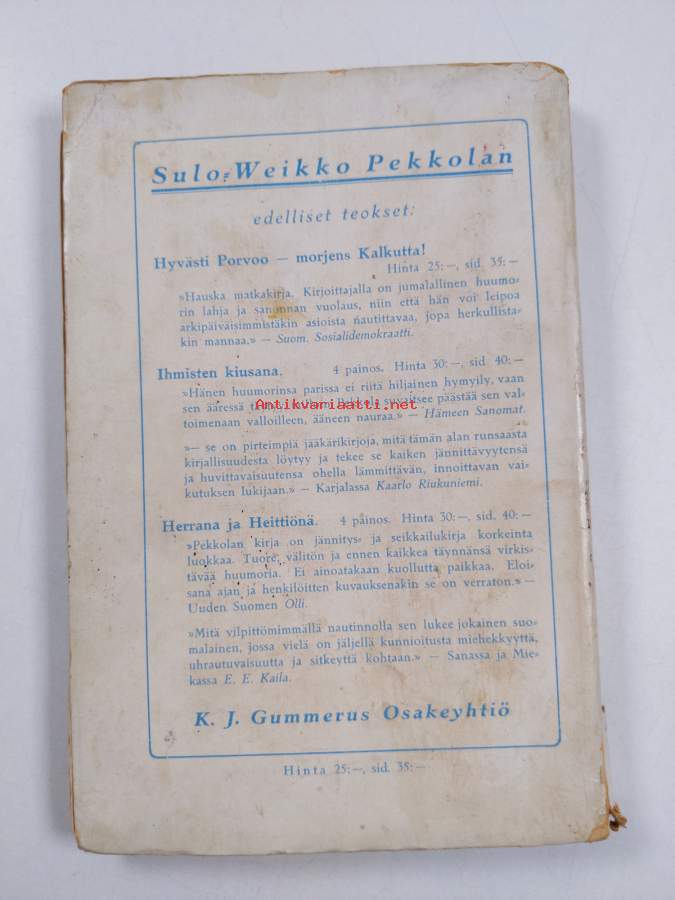 Sulo-Weikko Pekkolan
edelliset teokset:
Hyvästi Porvoo — morjens Kalkutta!
Hinta 25:—, sid. 35:—
»Hauska matkakirja. Kirjoittajalla on jumalallinen huumo-
rin lahja ja sanonnan vuolaus, niin että hän voi leipoa
arkipäiväisimmistäkin asioista nautittavaa, jopa herkullista-
kin mannaa.» — Suom. Sosialidemokraatti.
Ihmisten kiusana. 4 painos. Hinta 30:—, sid. 40:—
»Hänen huumorinsa parissa ei riitä hiljainen hymyily, vaan
sen ääressä Pekkola suvaitsee päästää sen val-
Antikvariaatti.net
toimenaan valloilleen, ääneen nauraa.» — Hämeen Sanomat.
»— se on pirteimpiä jääkärikirjoja, mitä tämän alan runsaasta
kirjallisuudesta löytyy ja tekee se kaiken jännittävyytensä
ja huvittavaisuutensa ohella lämmittävän, innoittavan vai-
kutuksen lukijaan.» — Karjalassa Kaarlo Riukuniemi.
Herrana ja Heittiönä. 4 painos. Hinta 30:—, sid. 40:—
»Pekkolan kirja on jännitys- ja seikkailukirja korkeinta
luokkaa. Tuore, välitön ja ennen kaikkea täynnänsä virkis-
tävää huumoria. Ei ainoatakaan kuollutta paikkaa. Eloi-
sana ajan ja henkilöitten kuvauksenakin se on verraton.» —
Uuden Suomen Olli.
»Mitä vilpittömimmällä nautinnolla sen lukee jokainen suo-
malainen, jossa vielä on jäljellä kunnioitusta miehekkyyttä,
uhrautuvaisuutta ja sitkeyttä kohtaan.» — Sanassa ja Mie-
kassa E. E. Kaila.
K. J. Gummerus Osakeyhtiö
Hinta 25:—, sid. 35:—